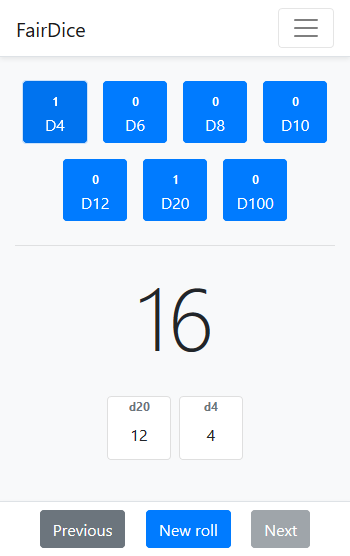 FairDice
1 0 0 0
D4 D6 D8 D10
0 1 0
D12 D20 D100
16
d20 d4
12 4
Previous New roll Next